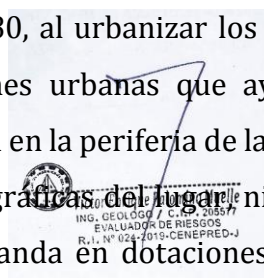 30, al urbanizar los
nes urbanas que ay
en la periferia de la
gráficas del lugar, ni
ING. GEOLOGO / C.I.P. 205577
EVALUADOR DE RIESGOS
R.I. N° 024-2019-CENEPRED-J
anda en dotaciones